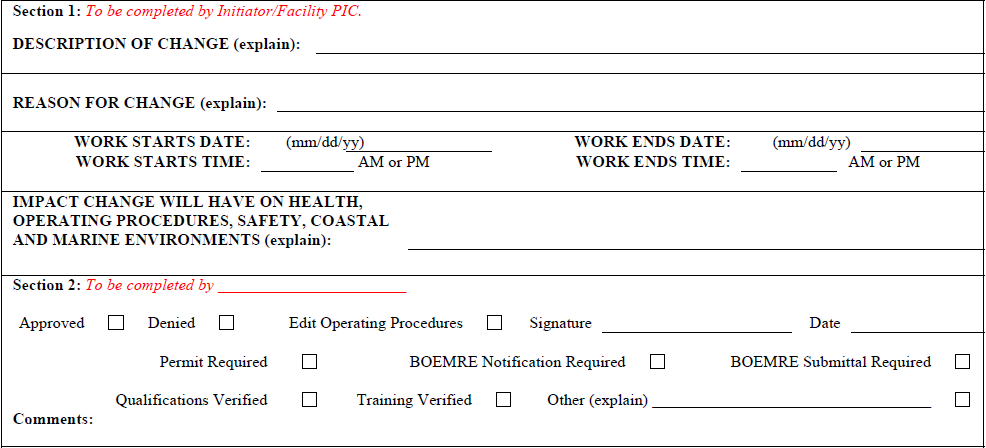 Section 1: To be completed by Initiator/Facility PIC.
DESCRIPTION OF CHANGE (explain):
REASON FOR CHANGE (explain):
WORK STARTS DATE: (mm/dd/yy) WORK ENDS DATE: (mm/dd/yy)
WORK STARTS TIME: AM or PM WORK ENDS TIME: AM or PM
IMPACT CHANGE WILL HAVE ON HEALTH,
OPERATING PROCEDURES, SAFETY, COASTAL
AND MARINE ENVIRONMENTS (explain):
Section 2: To be completed by
Approved Denied Edit Operating Procedures Signature Date
Permit Required BOEMRE Notification Required BOEMRE Submittal Required
Qualifications Verified Training Verified Other (explain)
Comments: